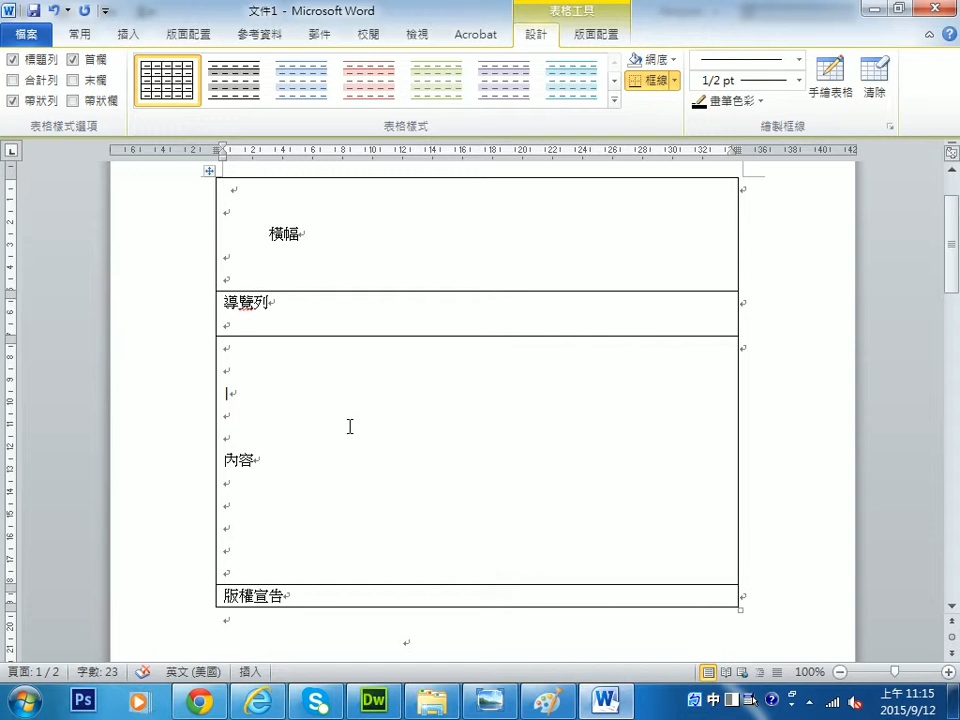 文件1 - Microsoft Word
表格工具
檔案 常用 插入 版面配置 參考資料 郵件 校閱 檢視 Acrobat 設計 版面配置
標題列 首欄
合計列 末欄
帶狀列 帶狀欄
表格樣式選項
表格樣式
網底
框線
1/2 pt
畫筆色彩
手繪表格 清除
繪製框線
橫幅
導覽列
內容
版權宣告
頁面: 1 / 2 字數: 23 英文 (美國) 插入 100%
Ps Dw 中
上午 11:15
2015/9/12